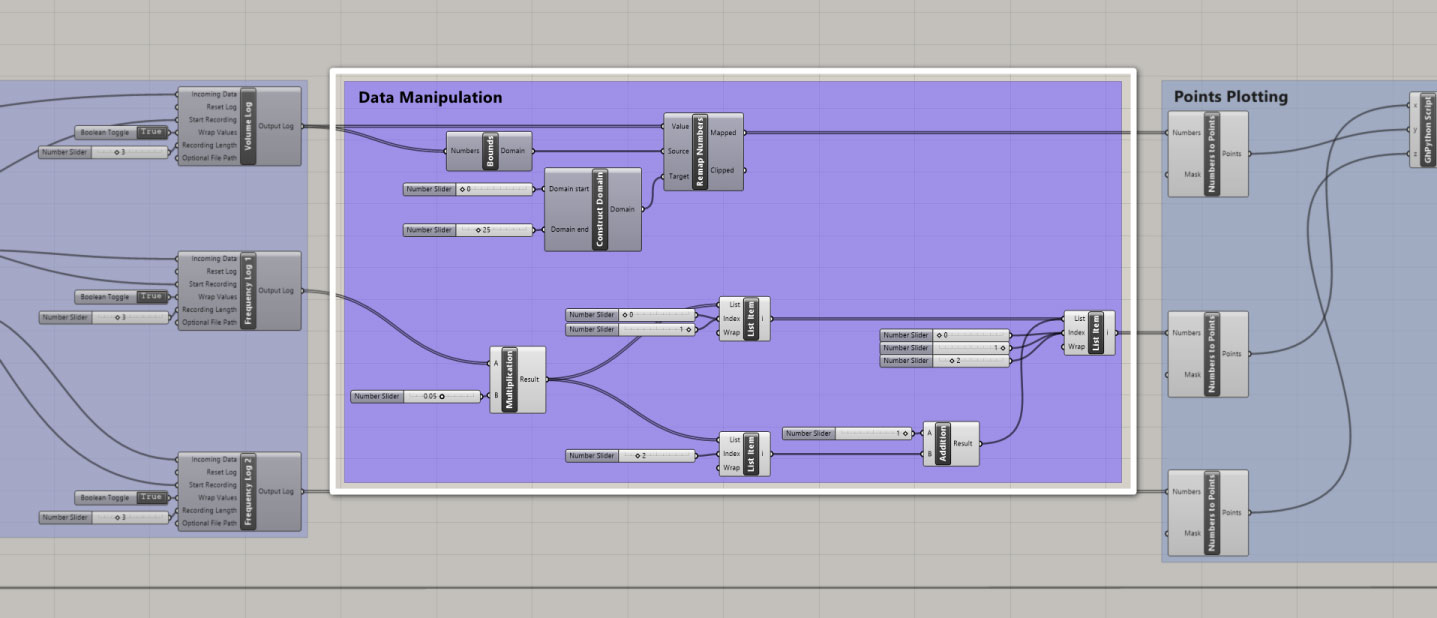 Incoming Data
Reset Log
Start Recording
Wrap Values
Recording Length
Optional File Path
Volume Log
Output Log
Boolean Toggle True
Number Slider 3
Incoming Data
Reset Log
Start Recording
Wrap Values
Recording Length
Optional File Path
Frequency Log 1
Output Log
Boolean Toggle True
Number Slider 3
Incoming Data
Reset Log
Start Recording
Wrap Values
Recording Length
Optional File Path
Frequency Log 2
Output Log
Boolean Toggle True
Number Slider 3
Data Manipulation
Numbers
Bounds
Domain
Number Slider 0
Number Slider 25
Domain start
Domain end
Construct Domain
Domain
Value
Source
Target
Remap Numbers
Mapped
Clipped
Number Slider 0.05
A
B
Multiplication
Result
Number Slider 0
Number Slider 1
List
Index
Wrap
List Item
i
Number Slider 2
List
Index
Wrap
List Item
i
Number Slider 1
A
B
Addition
Result
Number Slider 0
Number Slider 1
Number Slider 2
List
Index
Wrap
List Item
i
Points Plotting
Numbers
Mask
Numbers to Points
Points
Numbers
Mask
Numbers to Points
Points
Numbers
Mask
Numbers to Points
Points
x
y
z
GhPython Script